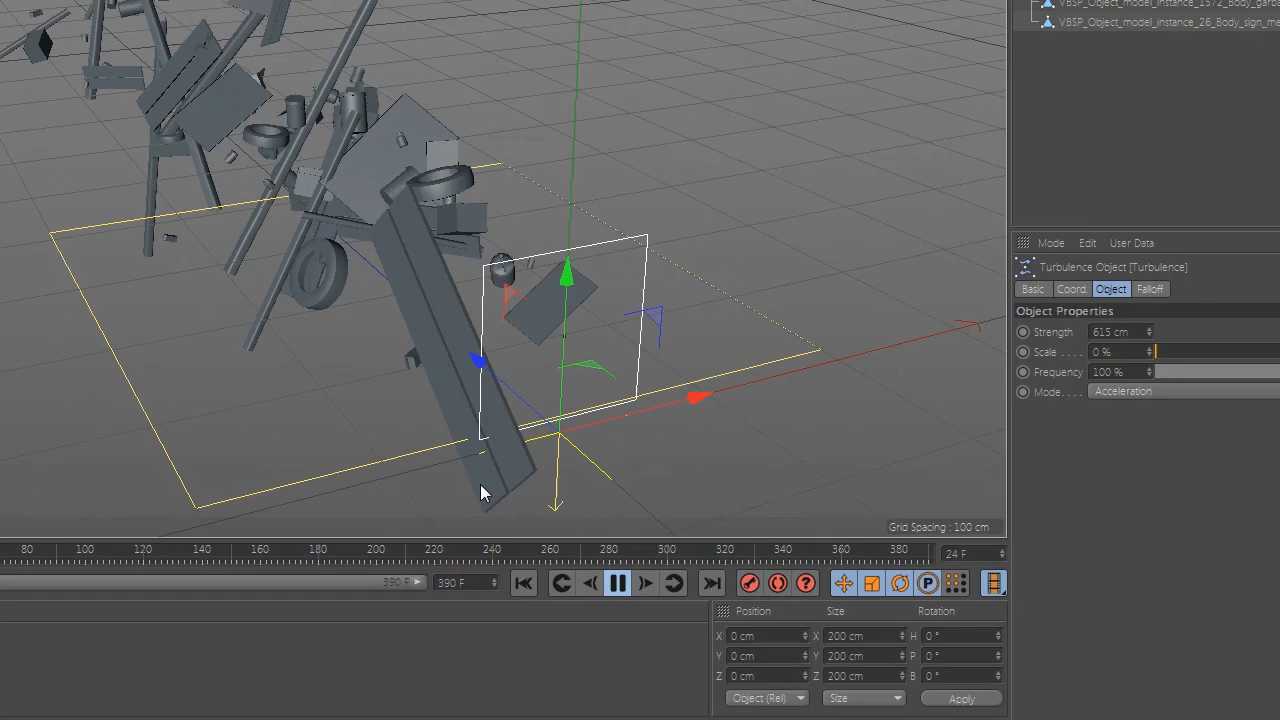 VBSP_Object_model_instance_1572_Body_garba
VBSP_Object_model_instance_26_Body_sign_m
Mode Edit User Data
Turbulence Object [Turbulence]
Basic Coord. Object Falloff
Object Properties
Strength 615 cm
Scale . . . . 0 %
Frequency 100 %
Mode. . . . Acceleration
Grid Spacing : 100 cm
80 100 120 140 160 180 200 220 240 260 280 300 320 340 360 380 24 F
390 F 390 F
Position Size Rotation
X 0 cm X 200 cm H 0 °
Y 0 cm Y 200 cm P 0 °
Z 0 cm Z 200 cm B 0 °
Object (Rel) Size Apply